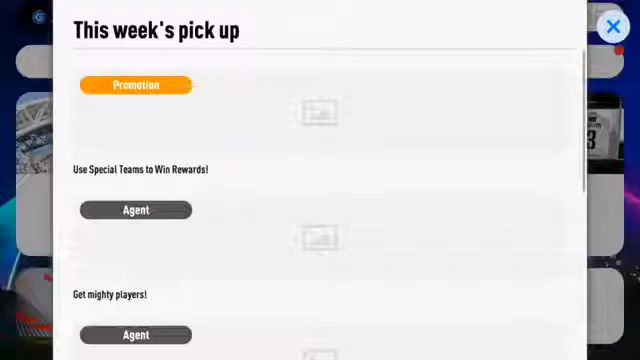 This week's pick up
Promotion
Use Special Teams to Win Rewards!
Agent
Get mighty players!
Agent